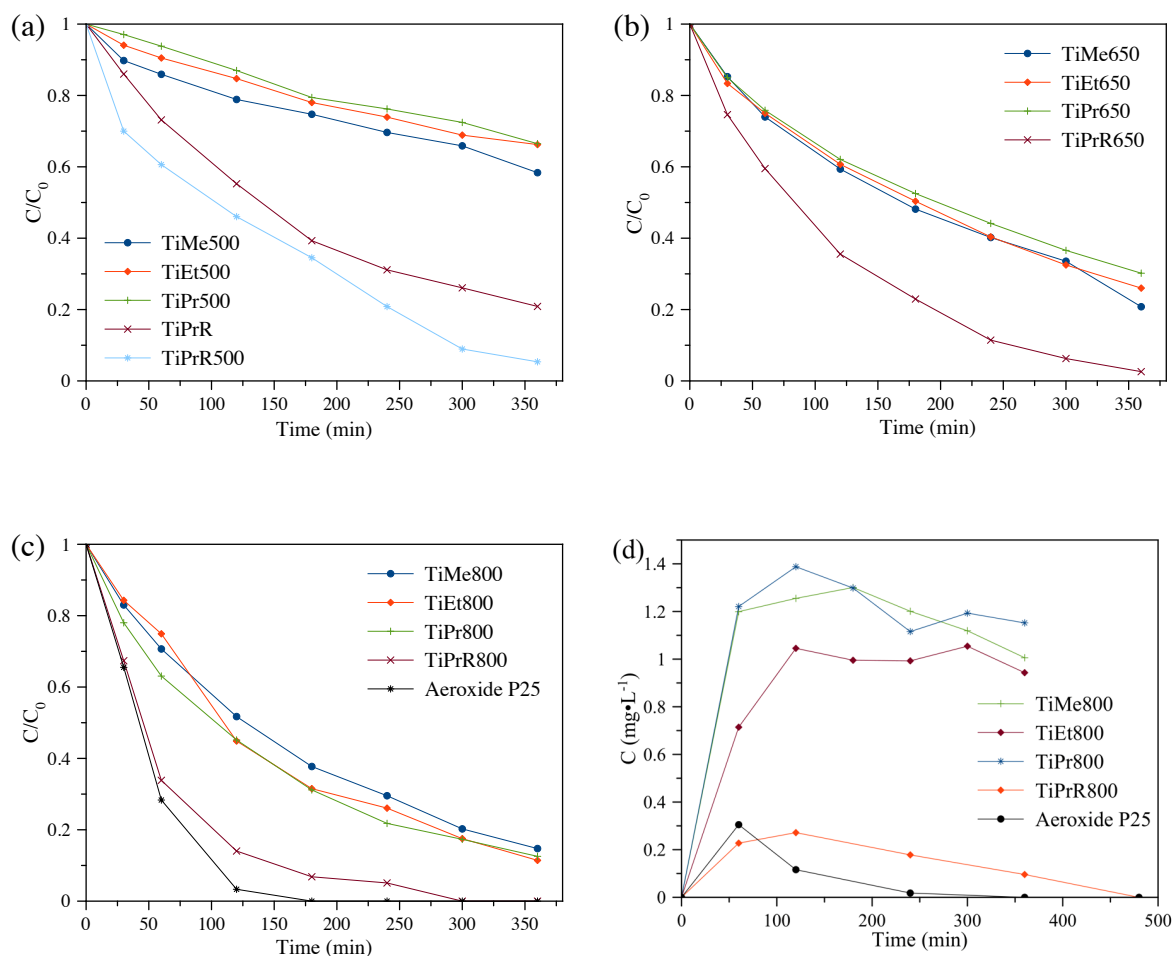 (a)
C/C0
1
0.8
0.6
0.4
0.2
0
TiMe500
TiEt500
TiPr500
TiPrR
TiPrR500
0 50 100 150 200 250 300 350
Time (min)
(b)
C/C0
1
0.8
0.6
0.4
0.2
0
TiMe650
TiEt650
TiPr650
TiPrR650
0 50 100 150 200 250 300 350
Time (min)
(c)
C/C0
1
0.8
0.6
0.4
0.2
0
TiMe800
TiEt800
TiPr800
TiPrR800
Aeroxide P25
0 50 100 150 200 250 300 350
Time (min)
(d)
C (mg•L-1)
1.4
1.2
1
0.8
0.6
0.4
0.2
0
TiMe800
TiEt800
TiPr800
TiPrR800
Aeroxide P25
0 100 200 300 400 500
Time (min)